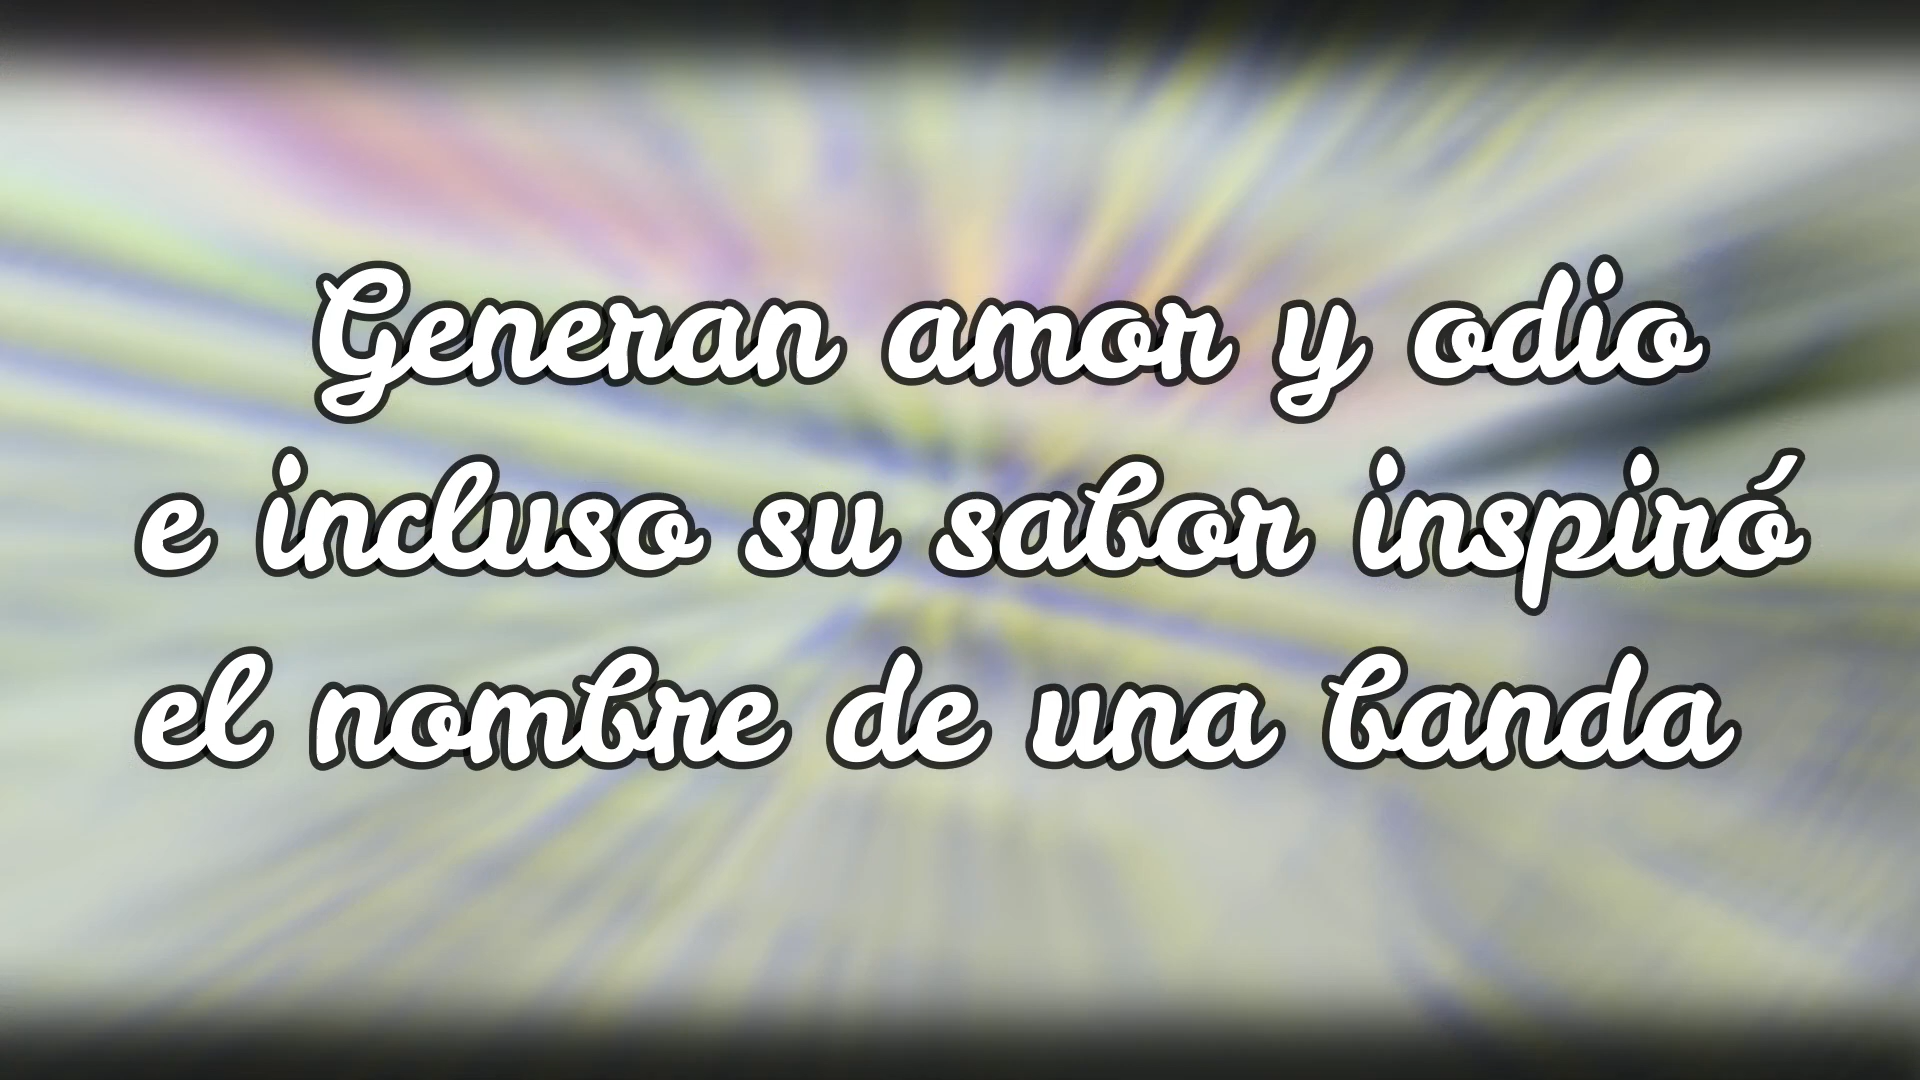 Generan amor y odio
e incluso su sabor inspiró
el nombre de una banda